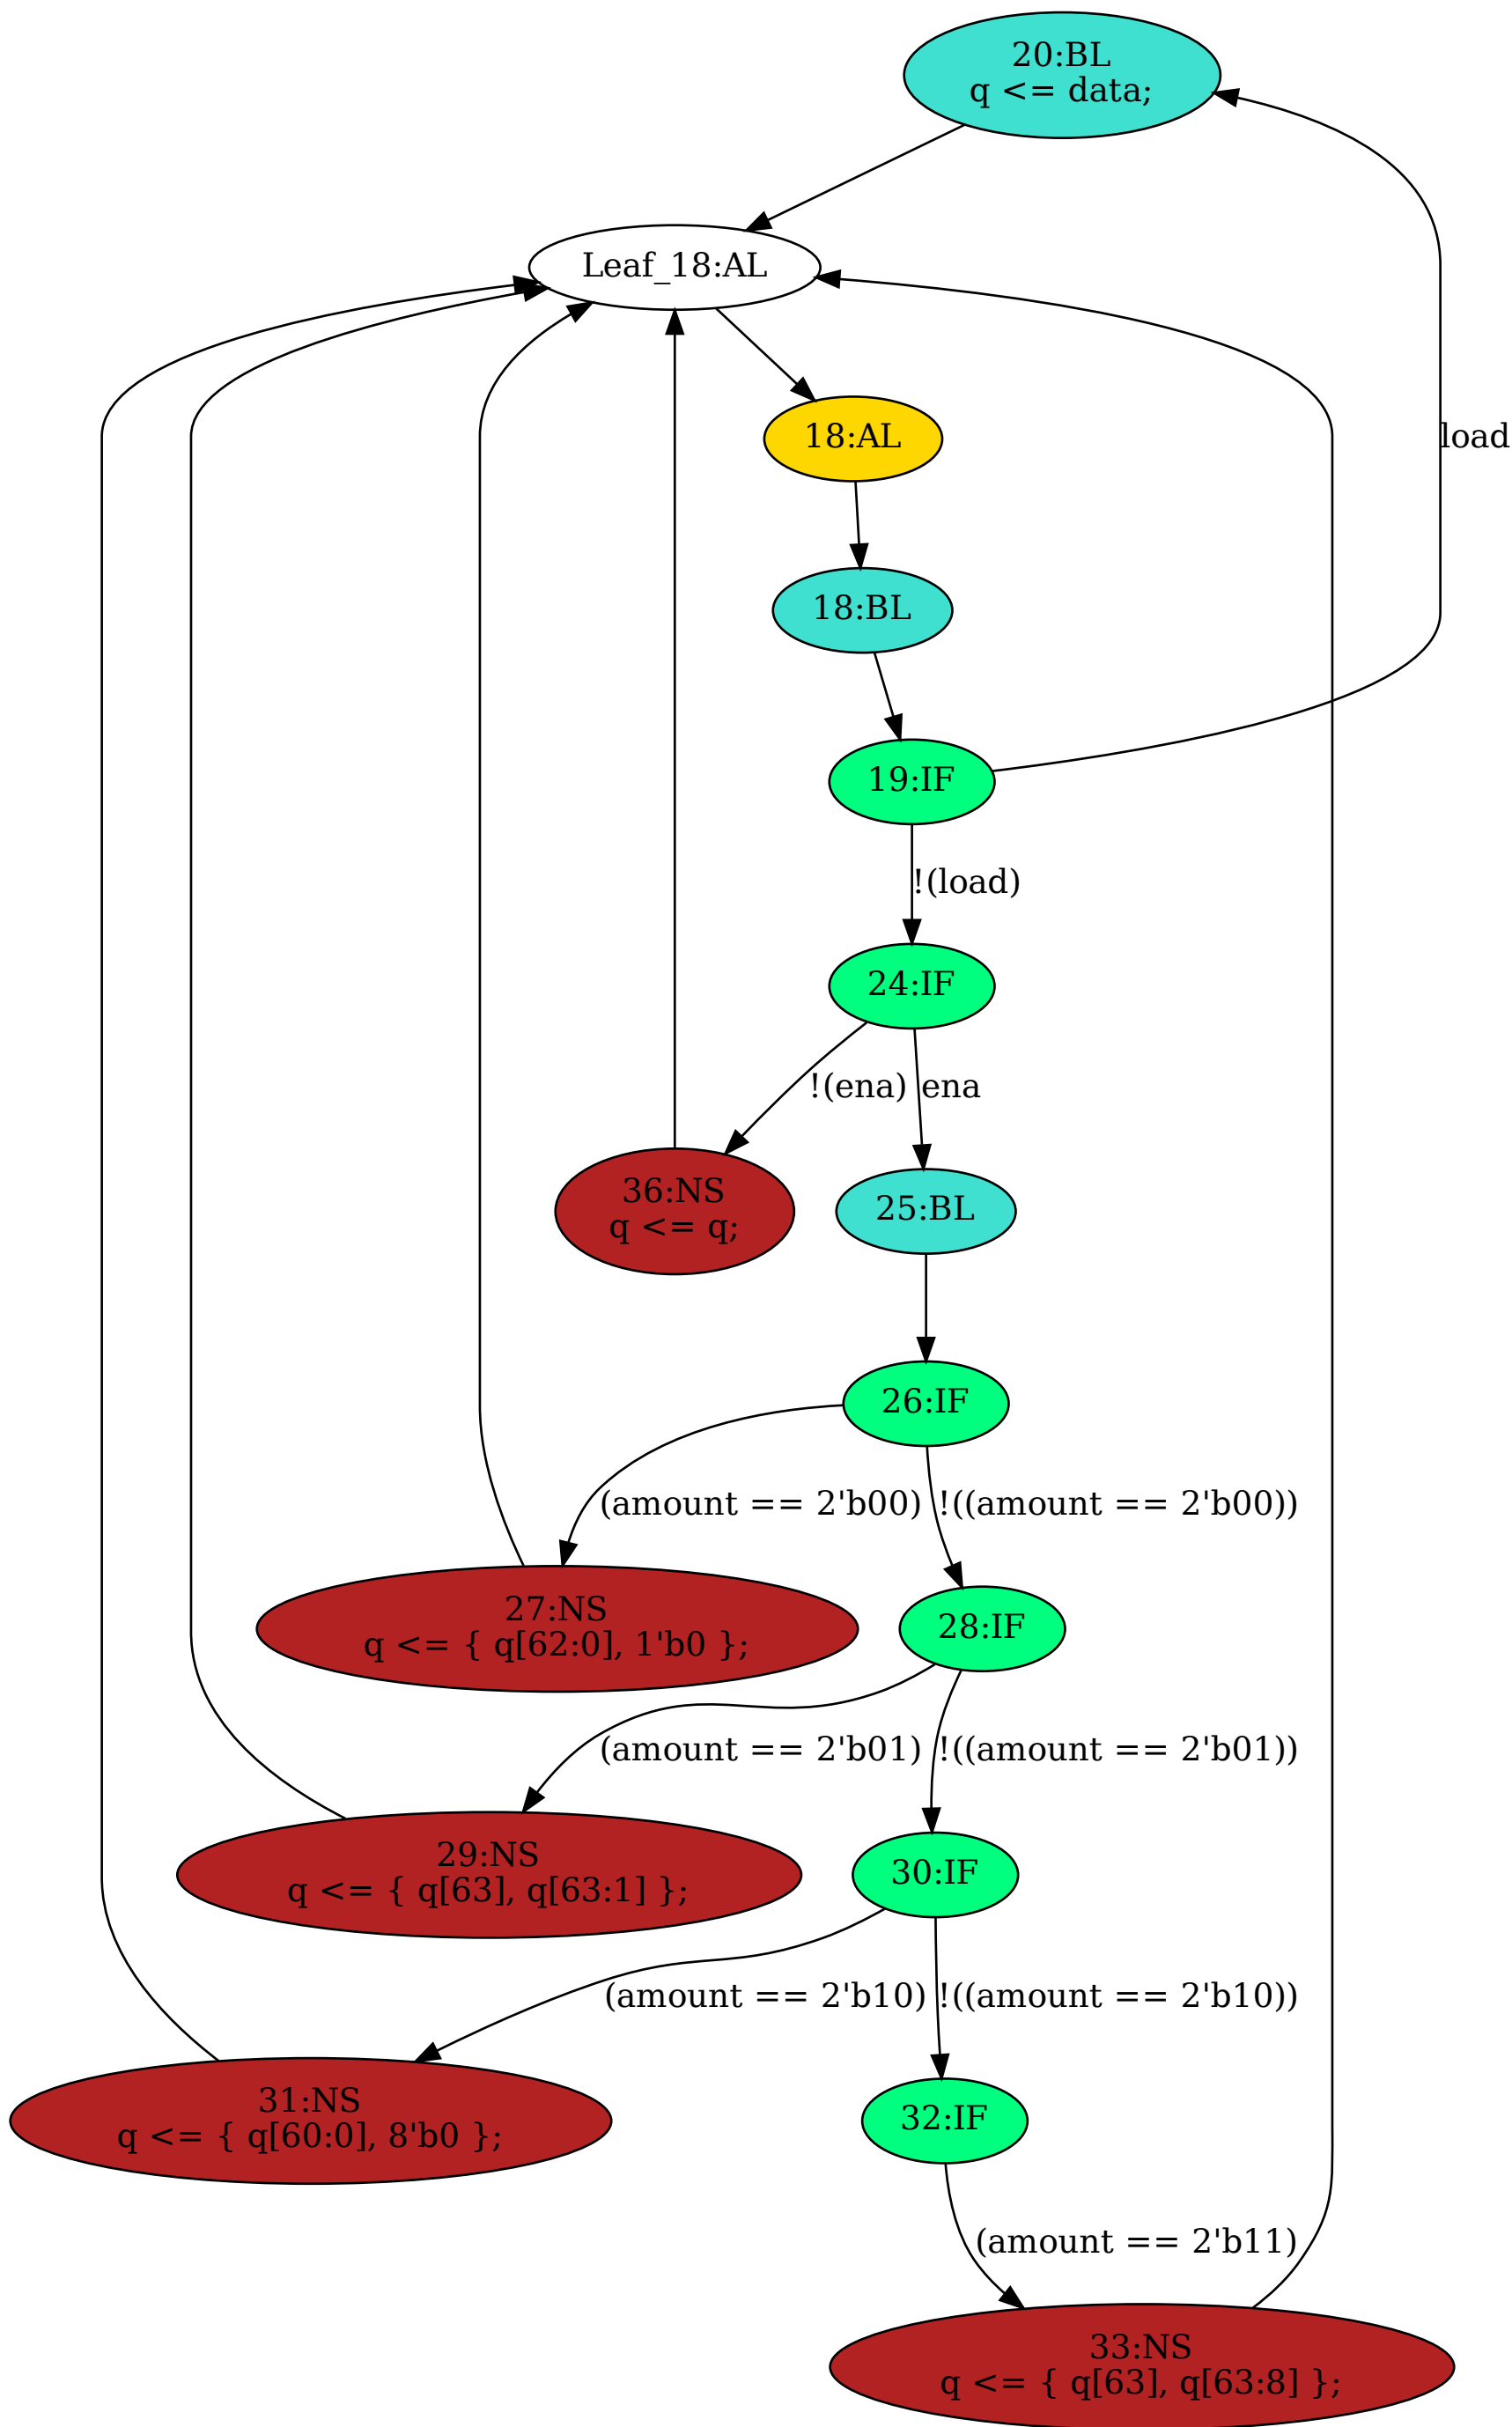 20:BL
q <= data;
Leaf_18:AL
18:AL
load
18:BL
19:IF
!(load)
24:IF
!(ena)
ena
36:NS
q <= q;
25:BL
26:IF
(amount == 2'b00)
!((amount == 2'b00))
27:NS
q <= { q[62:0], 1'b0 };
28:IF
(amount == 2'b01)
!((amount == 2'b01))
29:NS
q <= { q[63], q[63:1] };
30:IF
(amount == 2'b10)
!((amount == 2'b10))
31:NS
q <= { q[60:0], 8'b0 };
32:IF
(amount == 2'b11)
33:NS
q <= { q[63], q[63:8] };